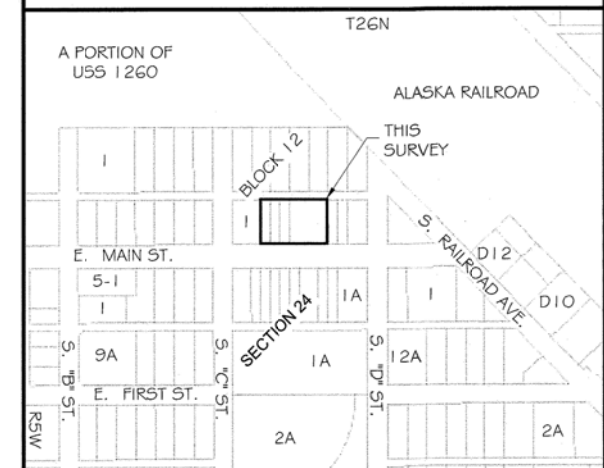 T26N
A PORTION OF
USS 1260
ALASKA RAILROAD
THIS
SURVEY
BLOCK 12
1
1
E. MAIN ST.
S. RAILROAD AVE.
D12
5-1
1
1A
1
D10
SECTION 24
9A
S. "B" ST.
S. "C" ST.
1A
S. "D" ST.
12A
E. FIRST ST.
R5W
2A
2A